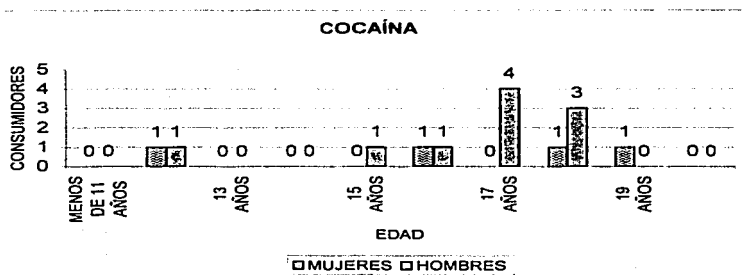 COCAÍNA
CONSUMIDORES
5
4
3
2
1
0
0 0 1 1 0 0 0 0 0 1 1 1 0 4 1 3 1 0 0 0
MENOS DE 11 AÑOS
13 AÑOS
15 AÑOS
17 AÑOS
19 AÑOS
EDAD
MUJERES HOMBRES